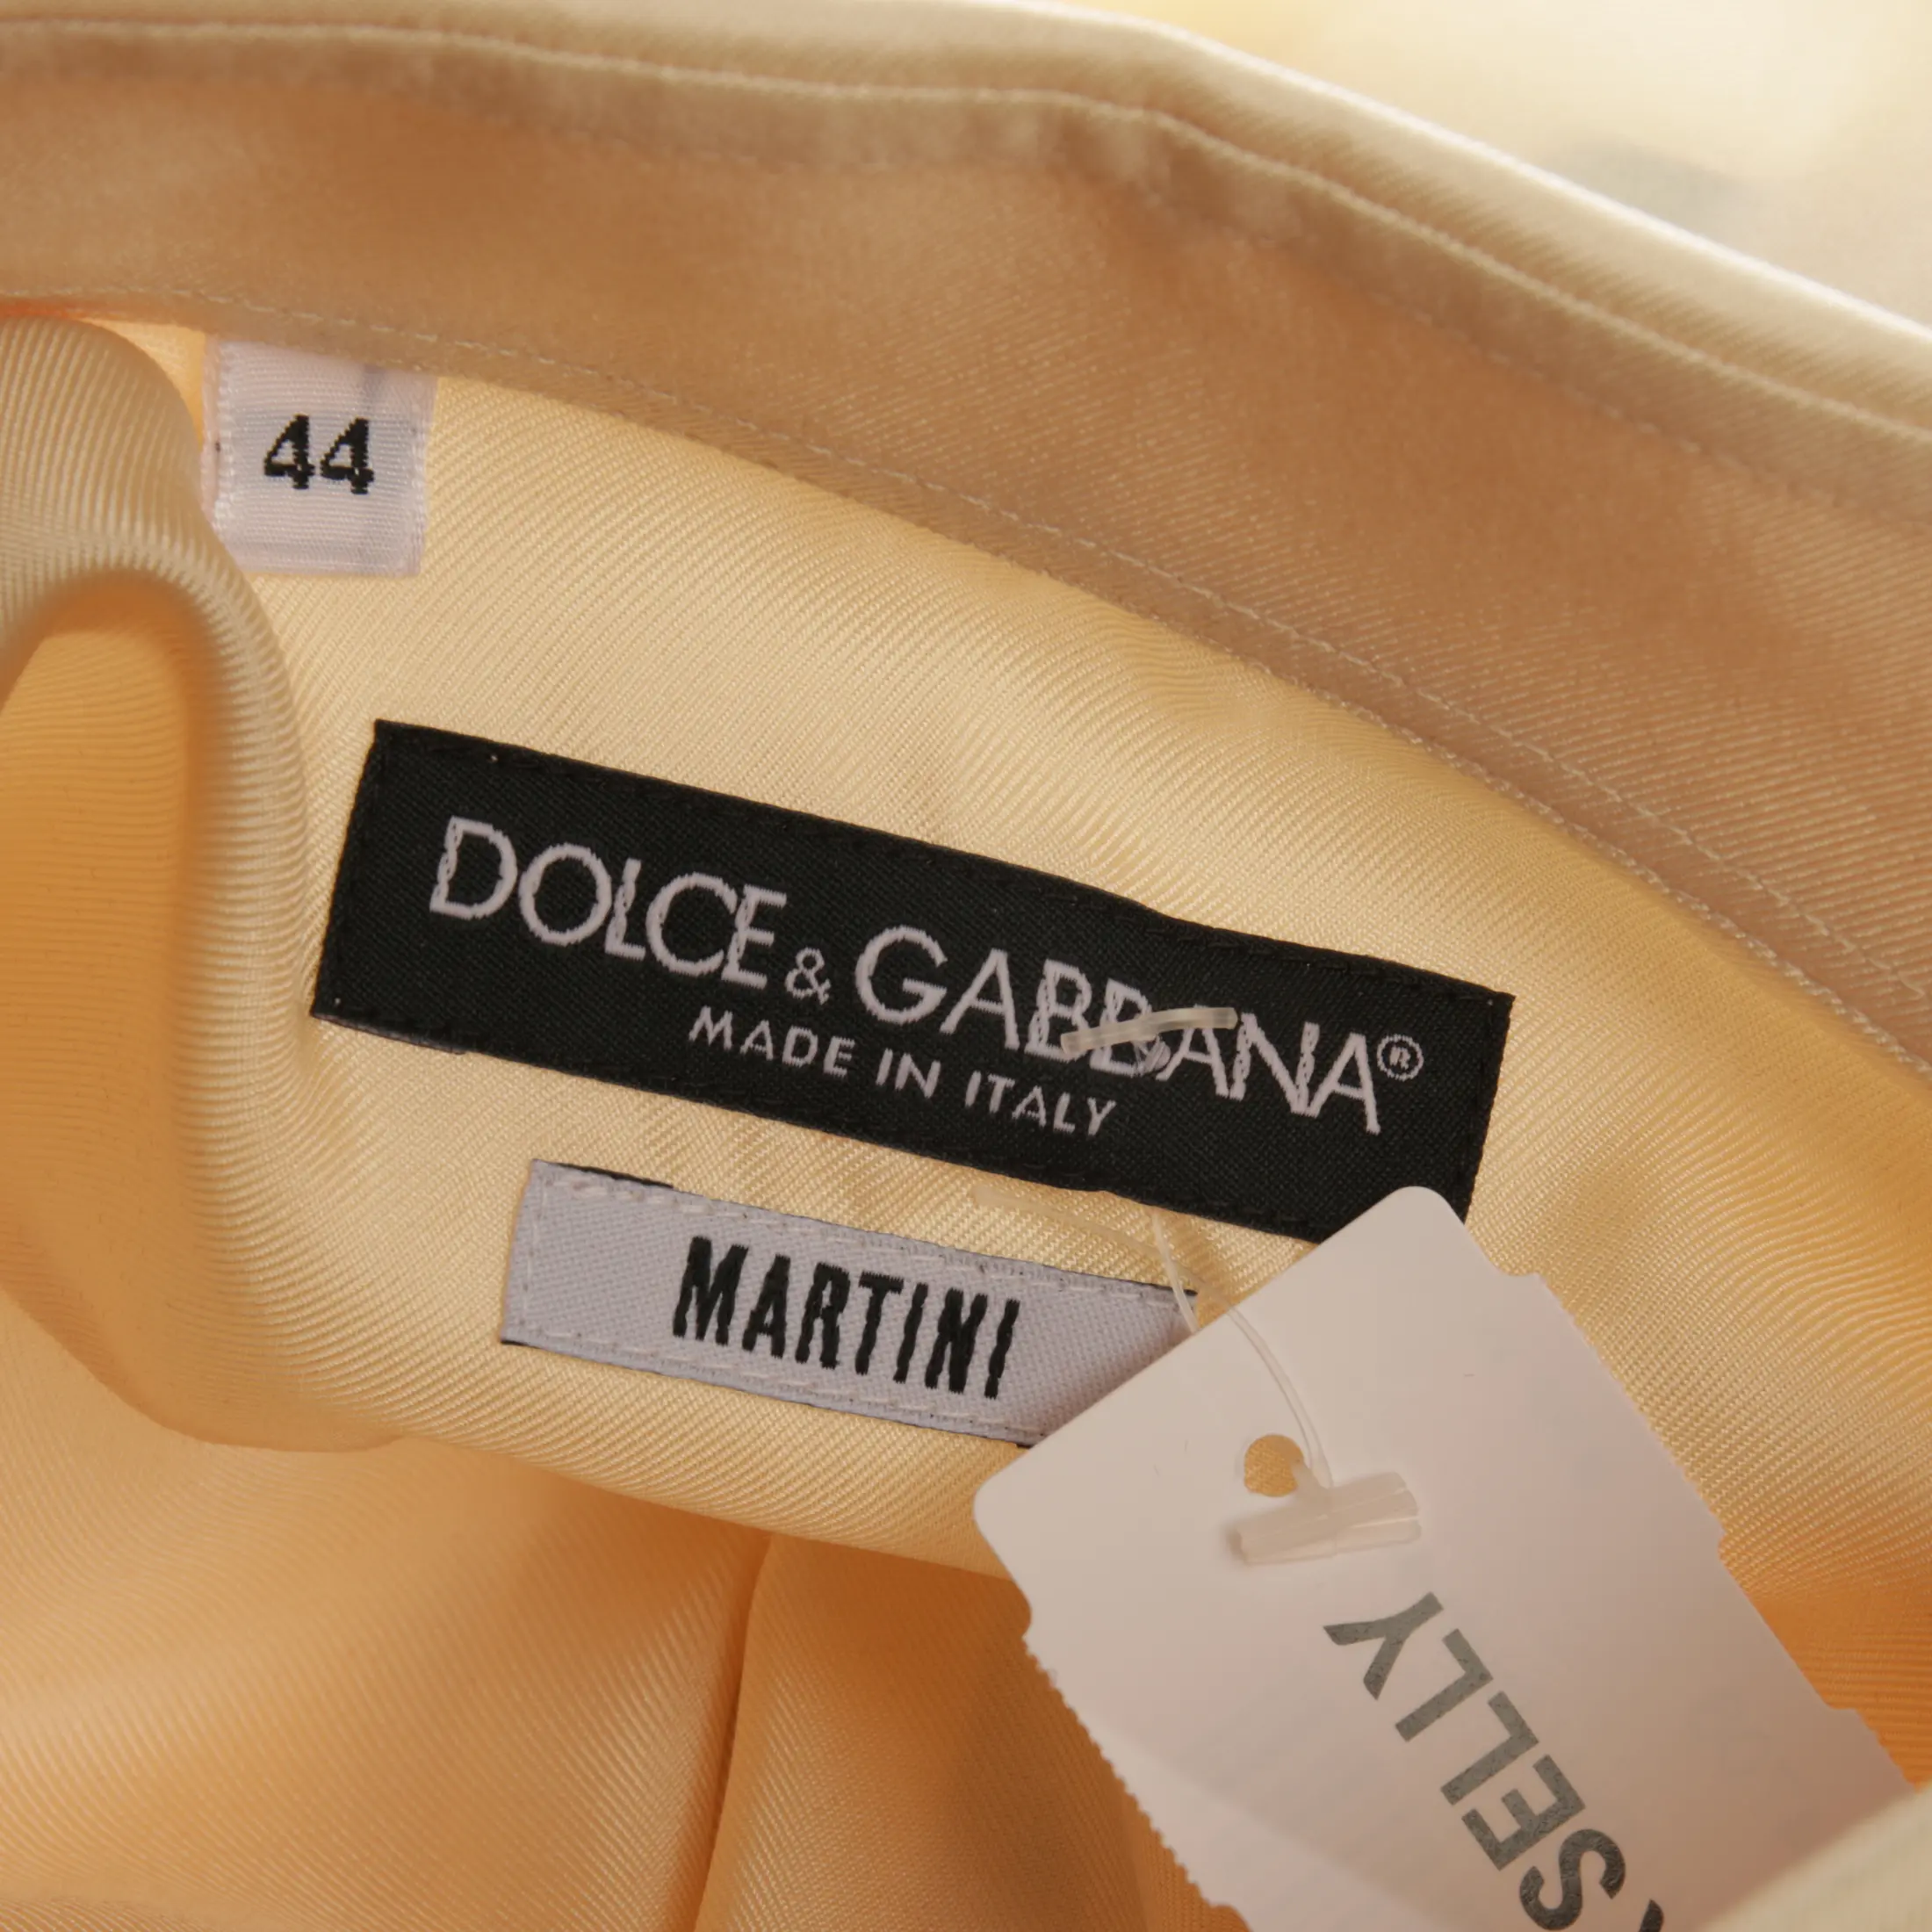 44
DOLCE & GABBANA®
MADE IN ITALY
MARTINI
SELLY